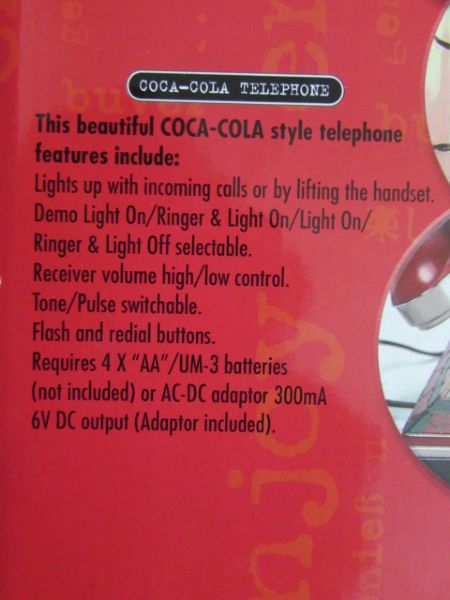 COCA-COLA TELEPHONE
This beautiful COCA-COLA style telephone
features include:
Lights up with incoming calls or by lifting the handset.
Demo Light On/Ringer & Light On/Light On/
Ringer & Light Off selectable.
Receiver volume high/low control.
Tone/Pulse switchable.
Flash and redial buttons.
Requires 4 X “AA”/UM-3 batteries
(not included) or AC-DC adaptor 300mA
6V DC output (Adaptor included).
njoy